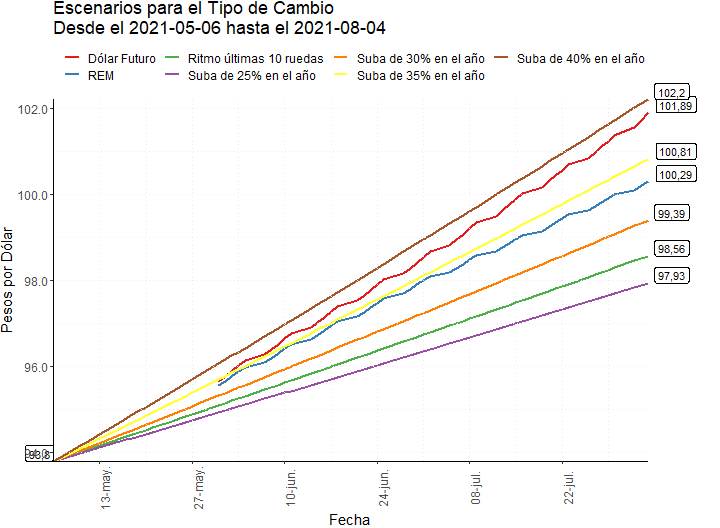 Escenarios para el Tipo de Cambio
Desde el 2021-05-06 hasta el 2021-08-04
Dólar Futuro Ritmo últimas 10 ruedas Suba de 30% en el año Suba de 40% en el año
REM Suba de 25% en el año Suba de 35% en el año
102,2
101,89
100,81
100,29
99,39
98,56
97,93
102.0
100.0
98.0
96.0
Pesos por Dólar
13-may.
27-may.
10-jun.
24-jun.
08-jul.
22-jul.
Fecha